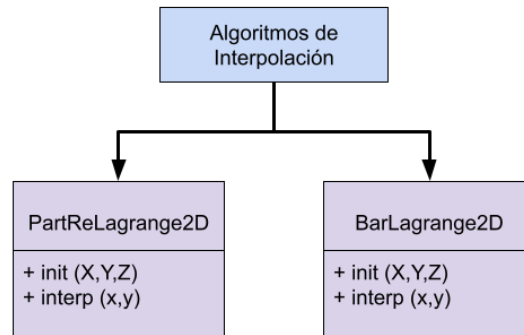 Algoritmos de
Interpolación
PartReLagrange2D
+ init (X,Y,Z)
+ interp (x,y)
BarLagrange2D
+ init (X,Y,Z)
+ interp (x,y)